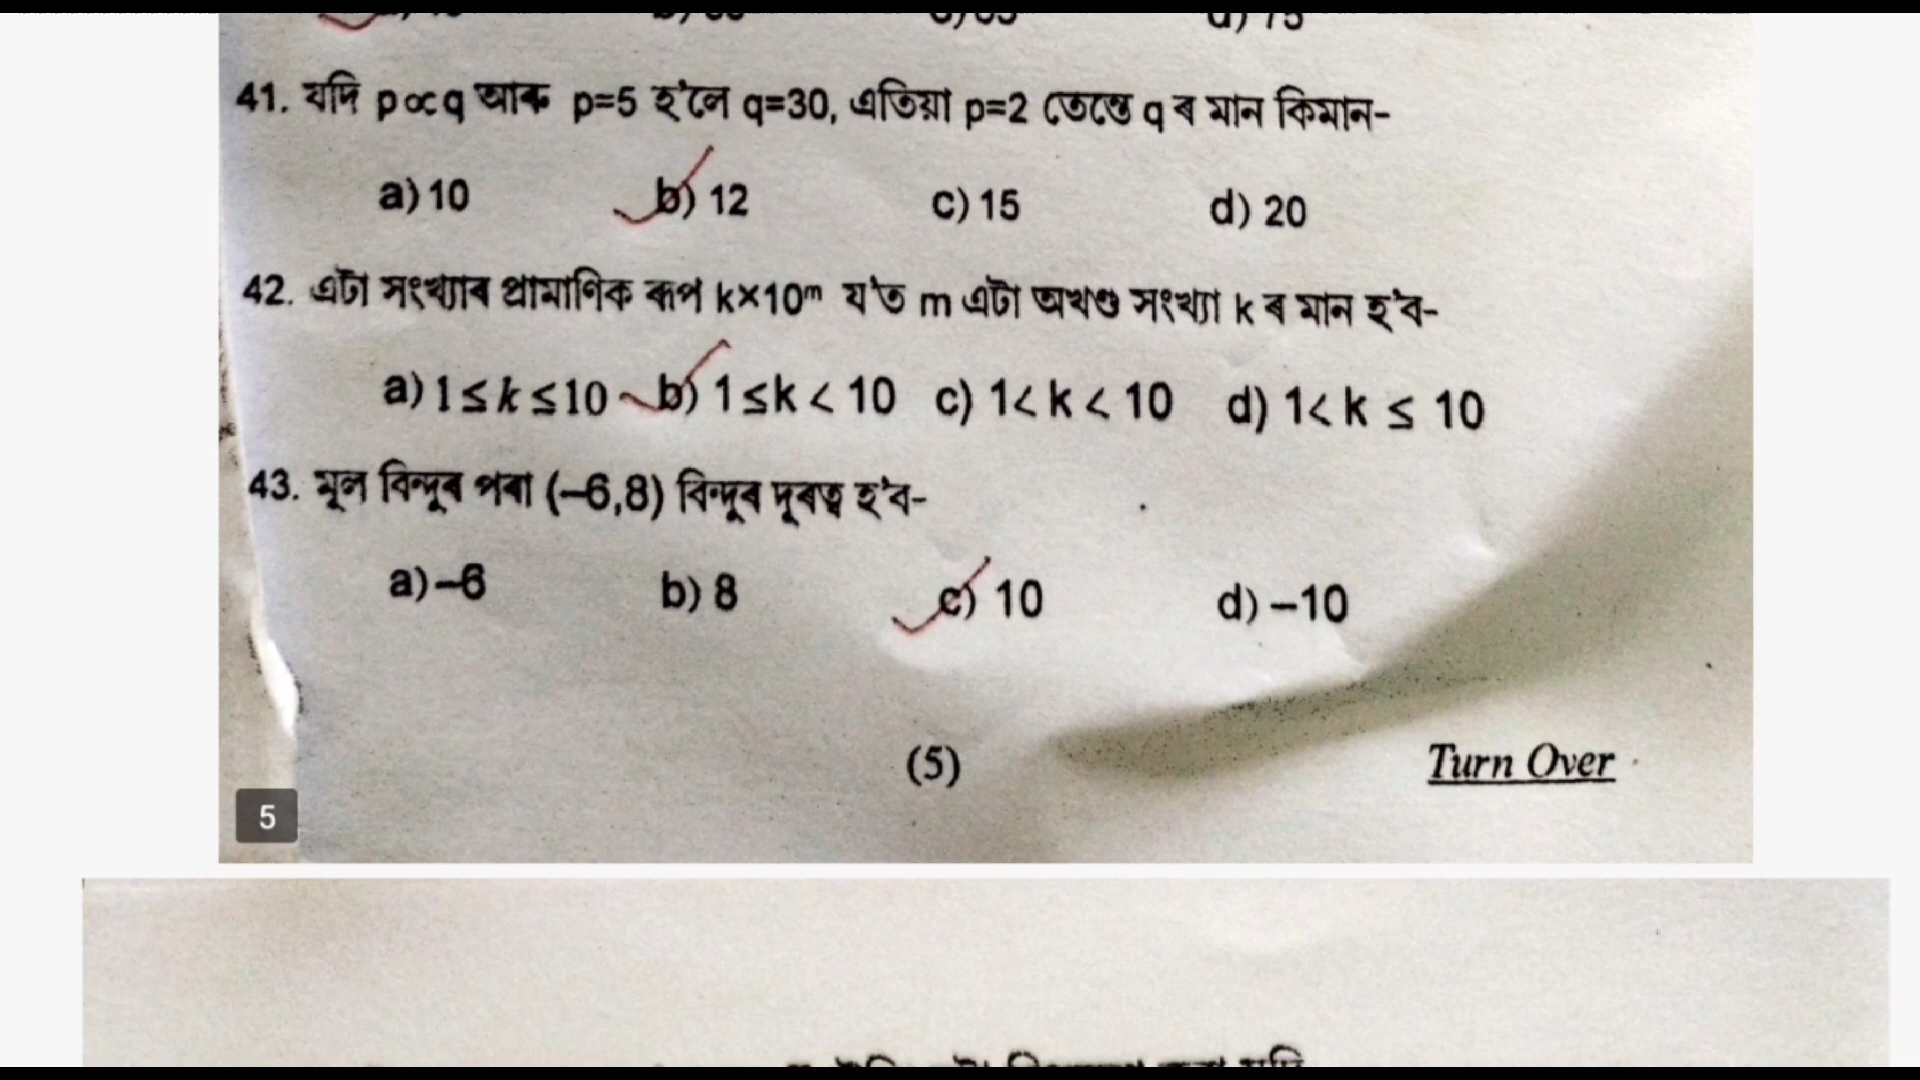 41. যদি p∝q আৰু p=5 হ'লে q=30, এতিয়া p=2 তেন্তে q ৰ মান কিমান-
a) 10 b) 12 c) 15 d) 20
42. এটা সংখ্যাৰ প্ৰামাণিক ৰূপ k×10ᵐ য'ত m এটা অখণ্ড সংখ্যা k ৰ মান হ'ব-
a) 1≤k≤10 b) 1≤k< 10 c) 1< k < 10 d) 1< k ≤ 10
43. মূল বিন্দুৰ পৰা (−6,8) বিন্দুৰ দূৰত্ব হ'ব-
a) −6 b) 8 c) 10 d) −10
(5) Turn Over
5